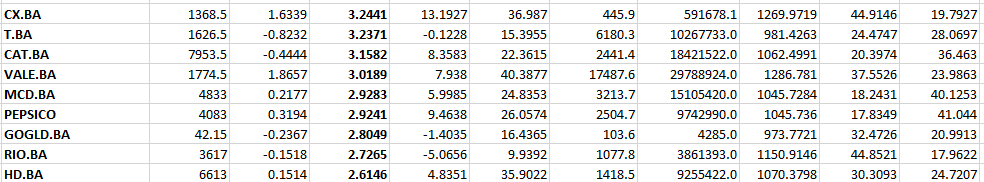 CX.BA 1368.5 1.6339 3.2441 13.1927 36.987 445.9 591678.1 1269.9719 44.9146 19.7927
T.BA 1626.5 -0.8232 3.2371 -0.1228 15.3955 6180.3 10267733.0 981.4263 24.4747 28.0697
CAT.BA 7953.5 -0.4444 3.1582 8.3583 22.3615 2441.4 18421522.0 1062.4991 20.3974 36.463
VALE.BA 1774.5 1.8657 3.0189 7.938 40.3877 17487.6 29788924.0 1286.781 37.5526 23.9863
MCD.BA 4833 0.2177 2.9283 5.9985 24.8353 3213.7 15105420.0 1045.7284 18.2431 40.1253
PEPSICO 4083 0.3194 2.9241 9.4638 26.0574 2504.7 9742990.0 1045.736 17.8349 41.044
GOGLD.BA 42.15 -0.2367 2.8049 -1.4035 16.4365 103.6 4285.0 973.7721 32.4726 20.9913
RIO.BA 3617 -0.1518 2.7265 -5.0656 9.9392 1077.8 3861393.0 1150.9146 44.8521 17.9622
HD.BA 6613 0.1514 2.6146 4.8351 35.9022 1418.5 9255422.0 1070.3798 30.3093 24.7207